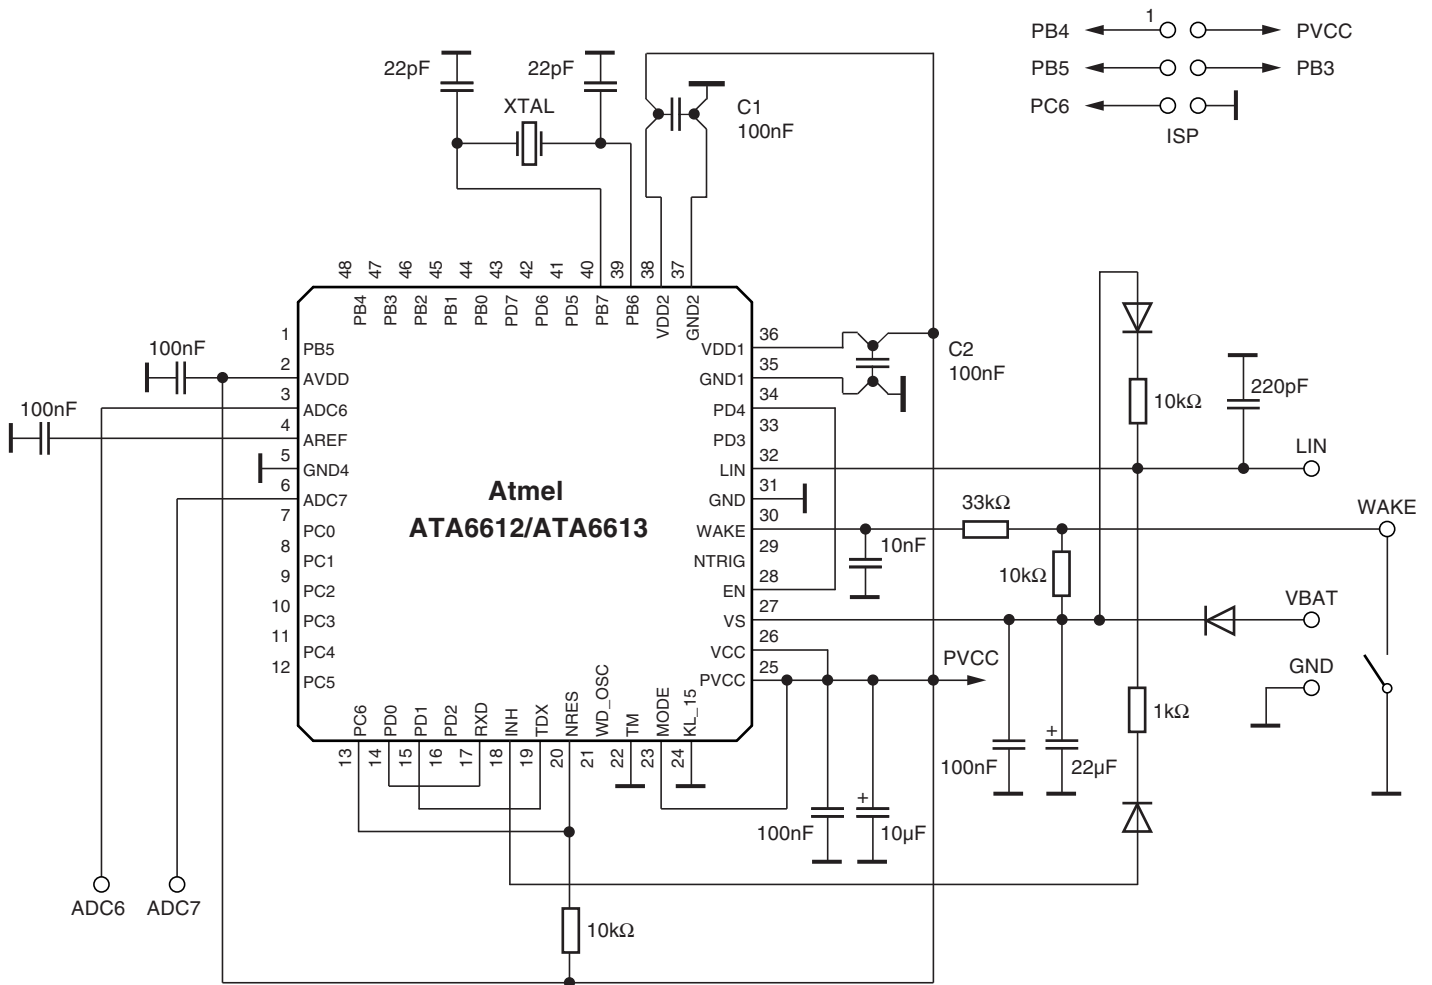 PB4
1
PVCC
PB5
PB3
PC6
ISP
22pF
22pF
XTAL
C1
100nF
48
47
46
45
44
43
42
41
40
39
38
37
PB4
PB3
PB2
PB1
PB0
PD7
PD6
PD5
PB7
PB6
VDD2
GND2
1
PB5
2
AVDD
3
ADC6
4
AREF
5
GND4
6
ADC7
7
PC0
8
PC1
9
PC2
10
PC3
11
PC4
12
PC5
100nF
100nF
Atmel
ATA6612/ATA6613
36
VDD1
35
GND1
34
PD4
33
PD3
32
LIN
31
GND
30
WAKE
29
NTRIG
28
EN
27
VS
26
VCC
25
PVCC
C2
100nF
10kΩ
220pF
LIN
33kΩ
WAKE
10nF
10kΩ
VBAT
GND
PVCC
1kΩ
100nF
+
22µF
PC6
PD0
PD1
PD2
RXD
INH
TDX
NRES
WD_OSC
TM
MODE
KL_15
13
14
15
16
17
18
19
20
21
22
23
24
100nF
+
10µF
ADC6
ADC7
10kΩ